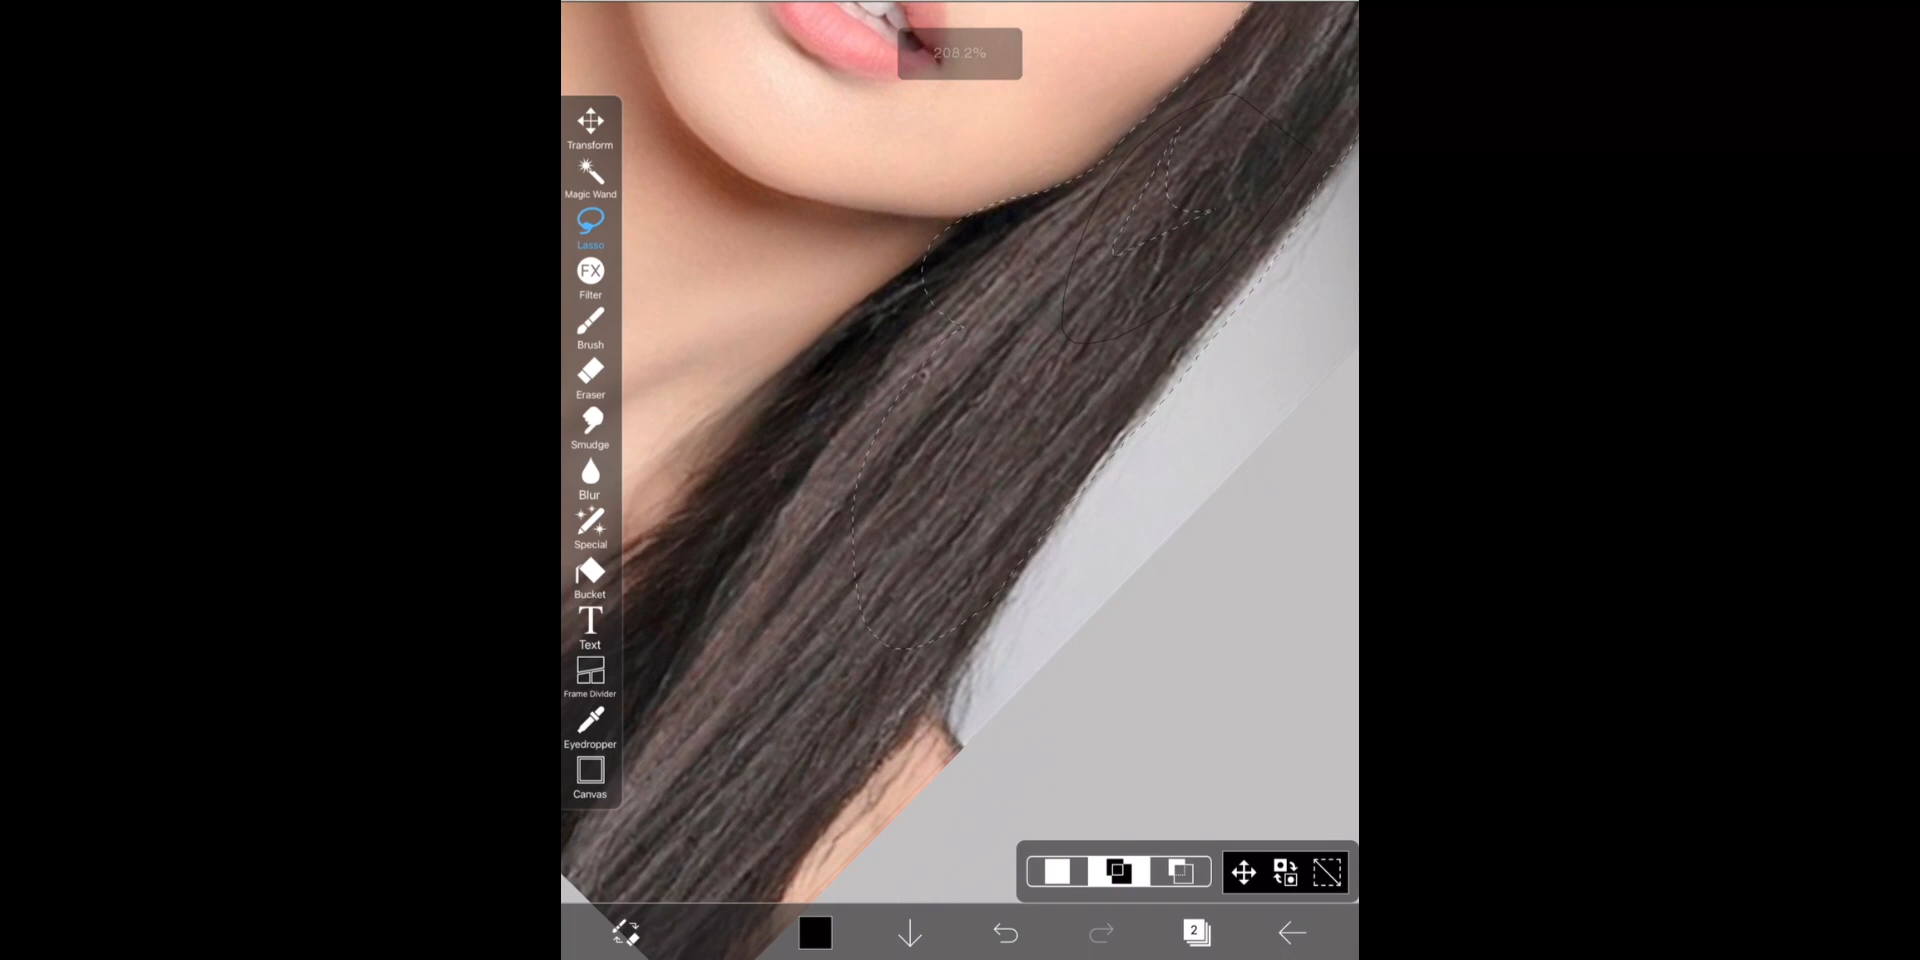 208.2%
Transform
Magic Wand
Lasso
FX
Filter
Brush
Eraser
Smudge
Blur
Special
Bucket
T
Text
Frame Divider
Eyedropper
Canvas
2